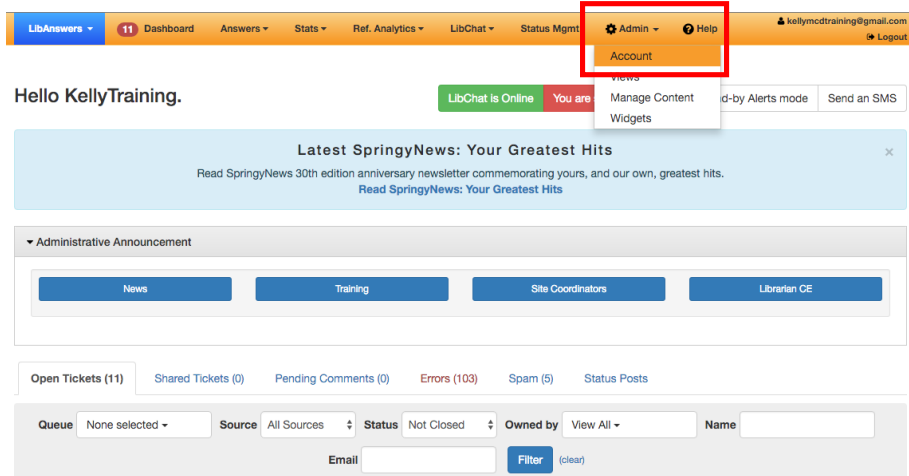 LibAnswers 11 Dashboard Answers Stats Ref. Analytics LibChat Status Mgmt Admin Help kellymcdtraining@gmail.com
Logout
Account
Views
Manage Content
Widgets
Hello KellyTraining.
LibChat is Online You are d-by Alerts mode Send an SMS
Latest SpringyNews: Your Greatest Hits ×
Read SpringyNews 30th edition anniversary newsletter commemorating yours, and our own, greatest hits.
Read SpringyNews: Your Greatest Hits
Administrative Announcement
News Training Site Coordinators Librarian CE
Open Tickets (11) Shared Tickets (0) Pending Comments (0) Errors (103) Spam (5) Status Posts
Queue None selected Source All Sources Status Not Closed Owned by View All Name
Email Filter (clear)